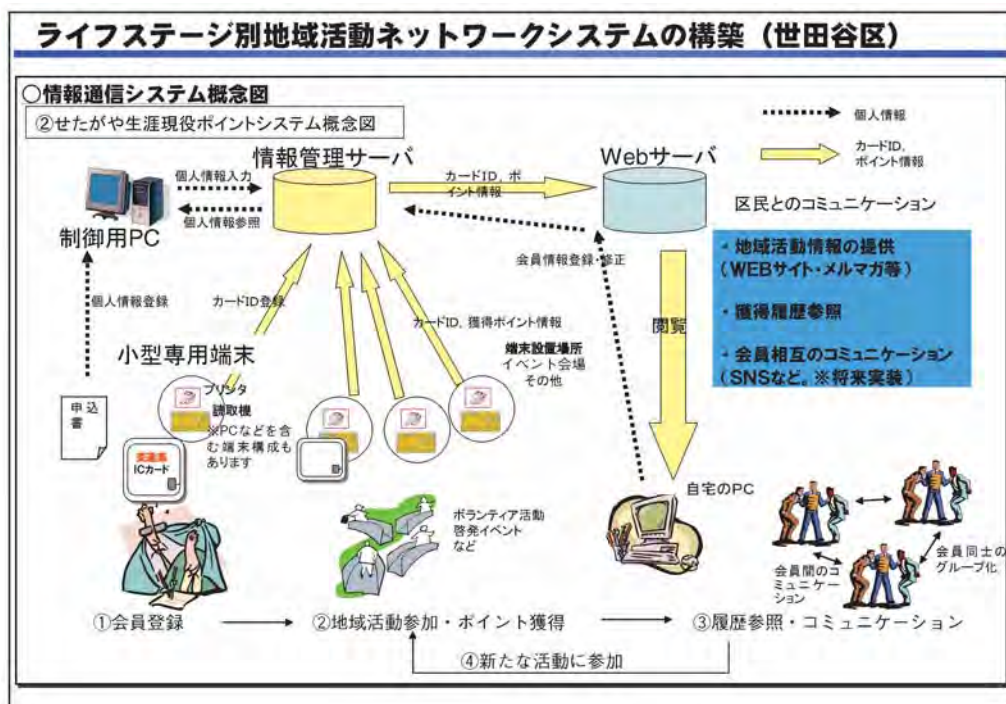 ライフステージ別地域活動ネットワークシステムの構築（世田谷区）
○情報通信システム概念図
②せたがや生涯現役ポイントシステム概念図
個人情報
カードID、
ポイント情報
情報管理サーバ
Webサーバ
個人情報入力
個人情報参照
制御用PC
カードID、ポ
イント情報
区民とのコミュニケーション
・地域活動情報の提供
（WEBサイト・メルマガ等）
・獲得履歴参照
・会員相互のコミュニケーション
（SNSなど。※将来実装）
会員情報登録・修正
個人情報登録
カードID登録
カードID、獲得ポイント情報
閲覧
小型専用端末
端末設置場所
イベント会場
その他
プリンタ
読取機
※PCなどを含
む端末構成も
あります
申込
書
交通系
ICカード
自宅のPC
ボランティア活動
啓発イベント
など
会員間のコ
ミュニケー
ション
会員同士の
グループ化
①会員登録
②地域活動参加・ポイント獲得
③履歴参照・コミュニケーション
④新たな活動に参加